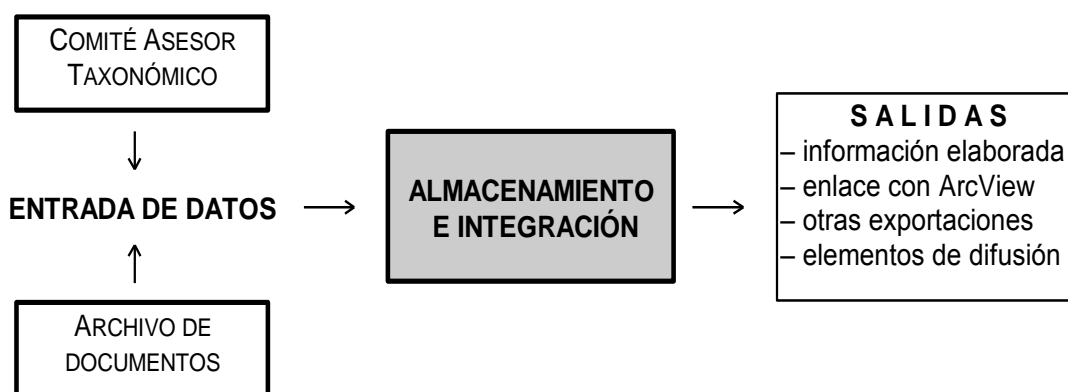 COMITÉ ASESOR
TAXONÓMICO
ENTRADA DE DATOS
ARCHIVO DE
DOCUMENTOS
ALMACENAMIENTO
E INTEGRACIÓN
SALIDAS
– información elaborada
– enlace con ArcView
– otras exportaciones
– elementos de difusión